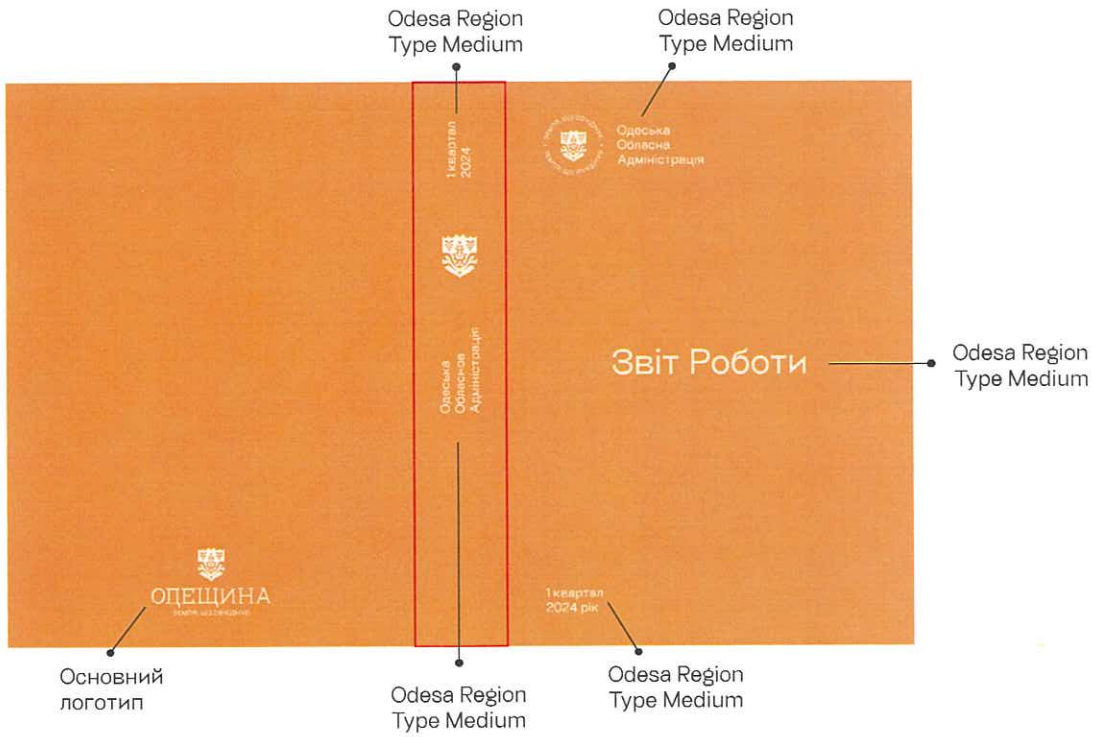 Odesa Region
Type Medium
Odesa Region
Type Medium
1 квартал
2024
Одеська
Обласна
Адміністрація
Одеська
Обласноа
Адміністрація
Звіт Роботи
Odesa Region
Type Medium
ОДЕЩИНА
1 квартал
2024 рік
Основний
логотип
Odesa Region
Type Medium
Odesa Region
Type Medium